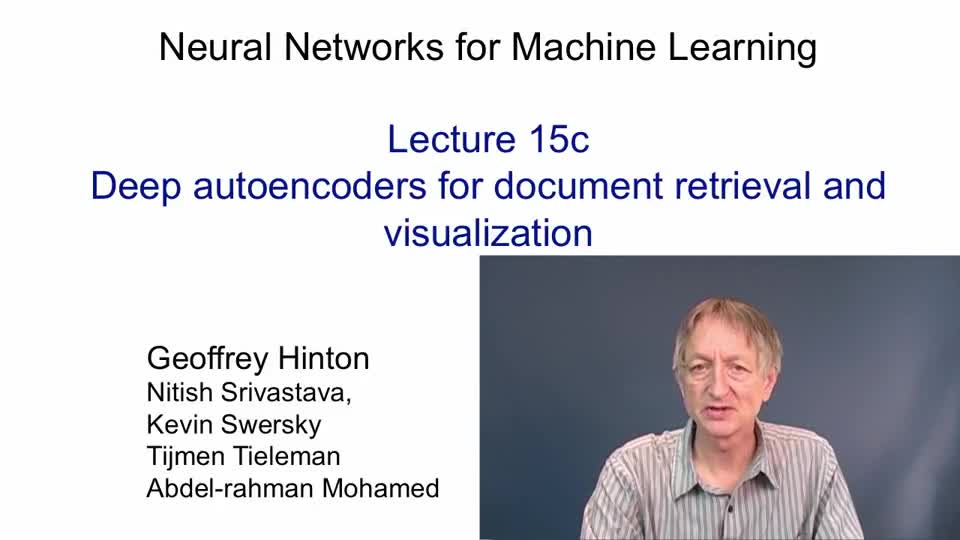 Neural Networks for Machine Learning
Lecture 15c
Deep autoencoders for document retrieval and
visualization
Geoffrey Hinton
Nitish Srivastava,
Kevin Swersky
Tijmen Tieleman
Abdel-rahman Mohamed